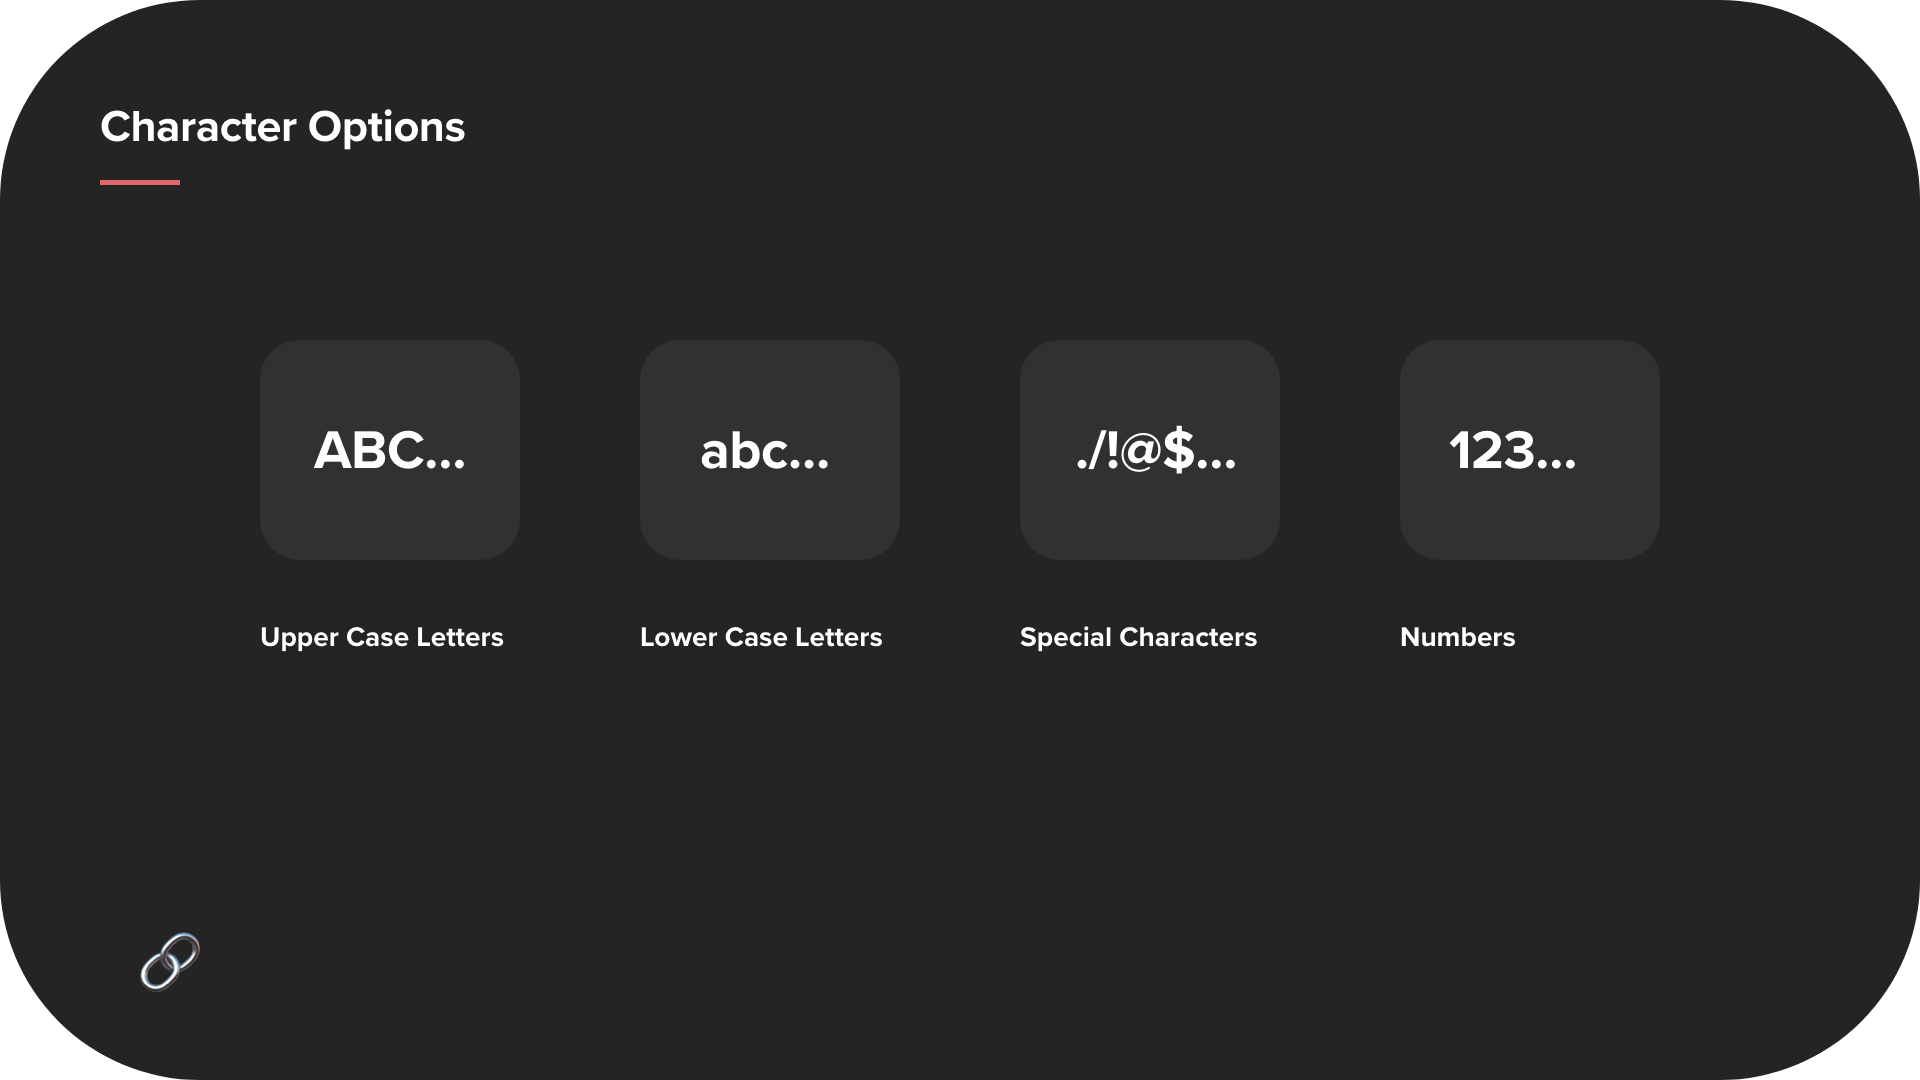 Character Options
ABC...
abc...
./!@$...
123...
Upper Case Letters
Lower Case Letters
Special Characters
Numbers